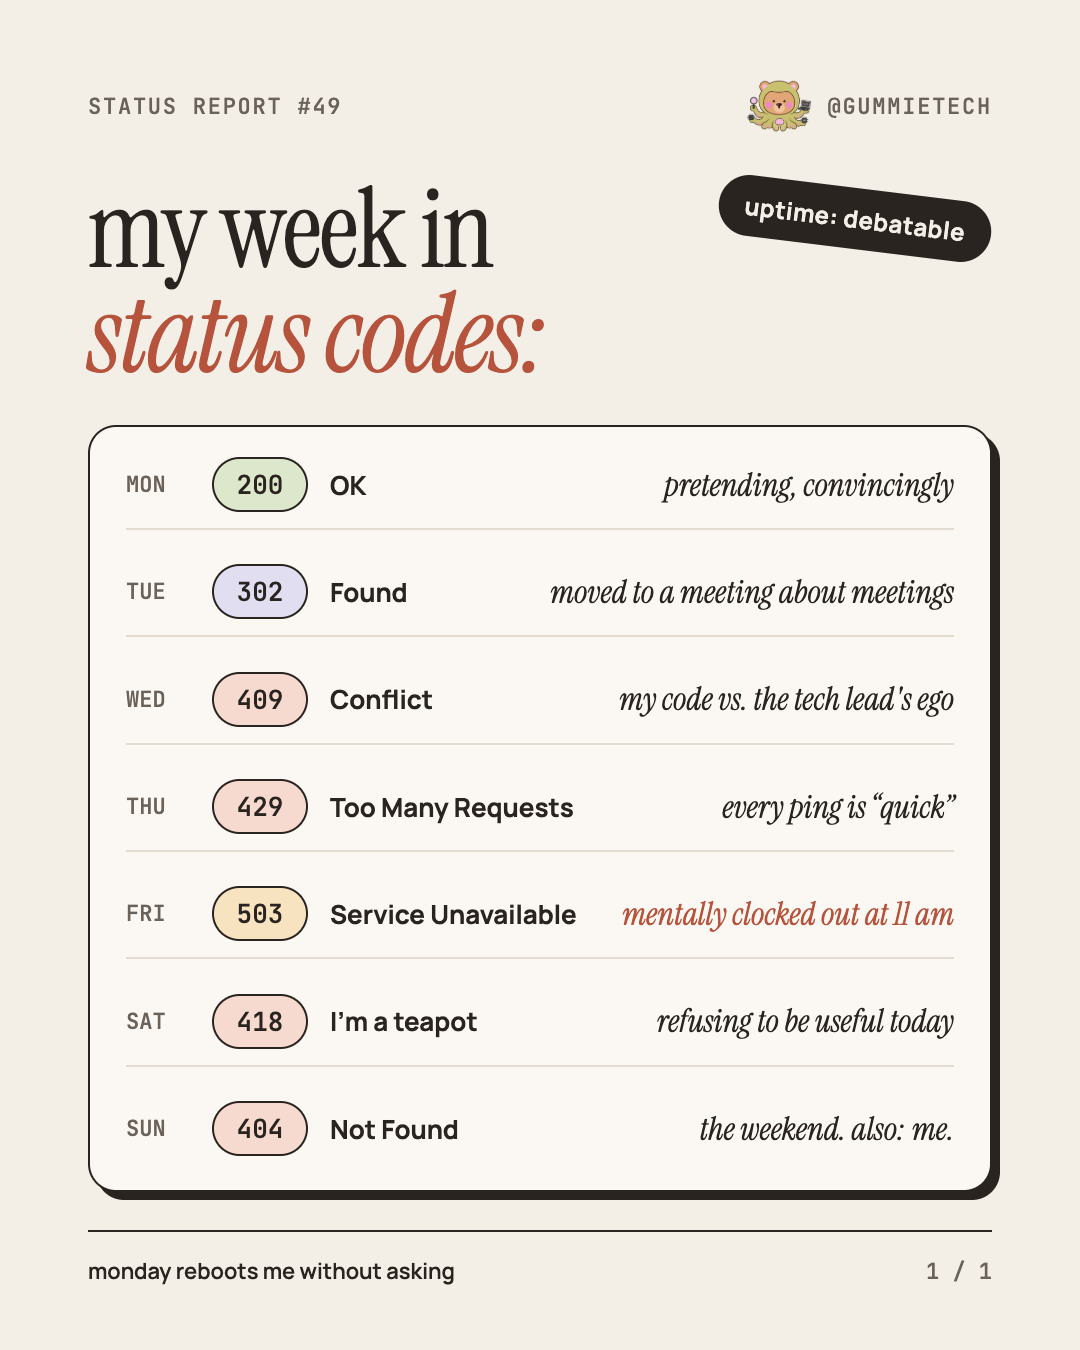 STATUS REPORT #49
@GUMMIETECH
my week in
uptime: debatable
status codes:
MON 200 OK pretending, convincingly
TUE 302 Found moved to a meeting about meetings
WED 409 Conflict my code vs. the tech lead's ego
THU 429 Too Many Requests every ping is “quick”
FRI 503 Service Unavailable mentally clocked out at 11 am
SAT 418 I’m a teapot refusing to be useful today
SUN 404 Not Found the weekend. also: me.
monday reboots me without asking
1 / 1